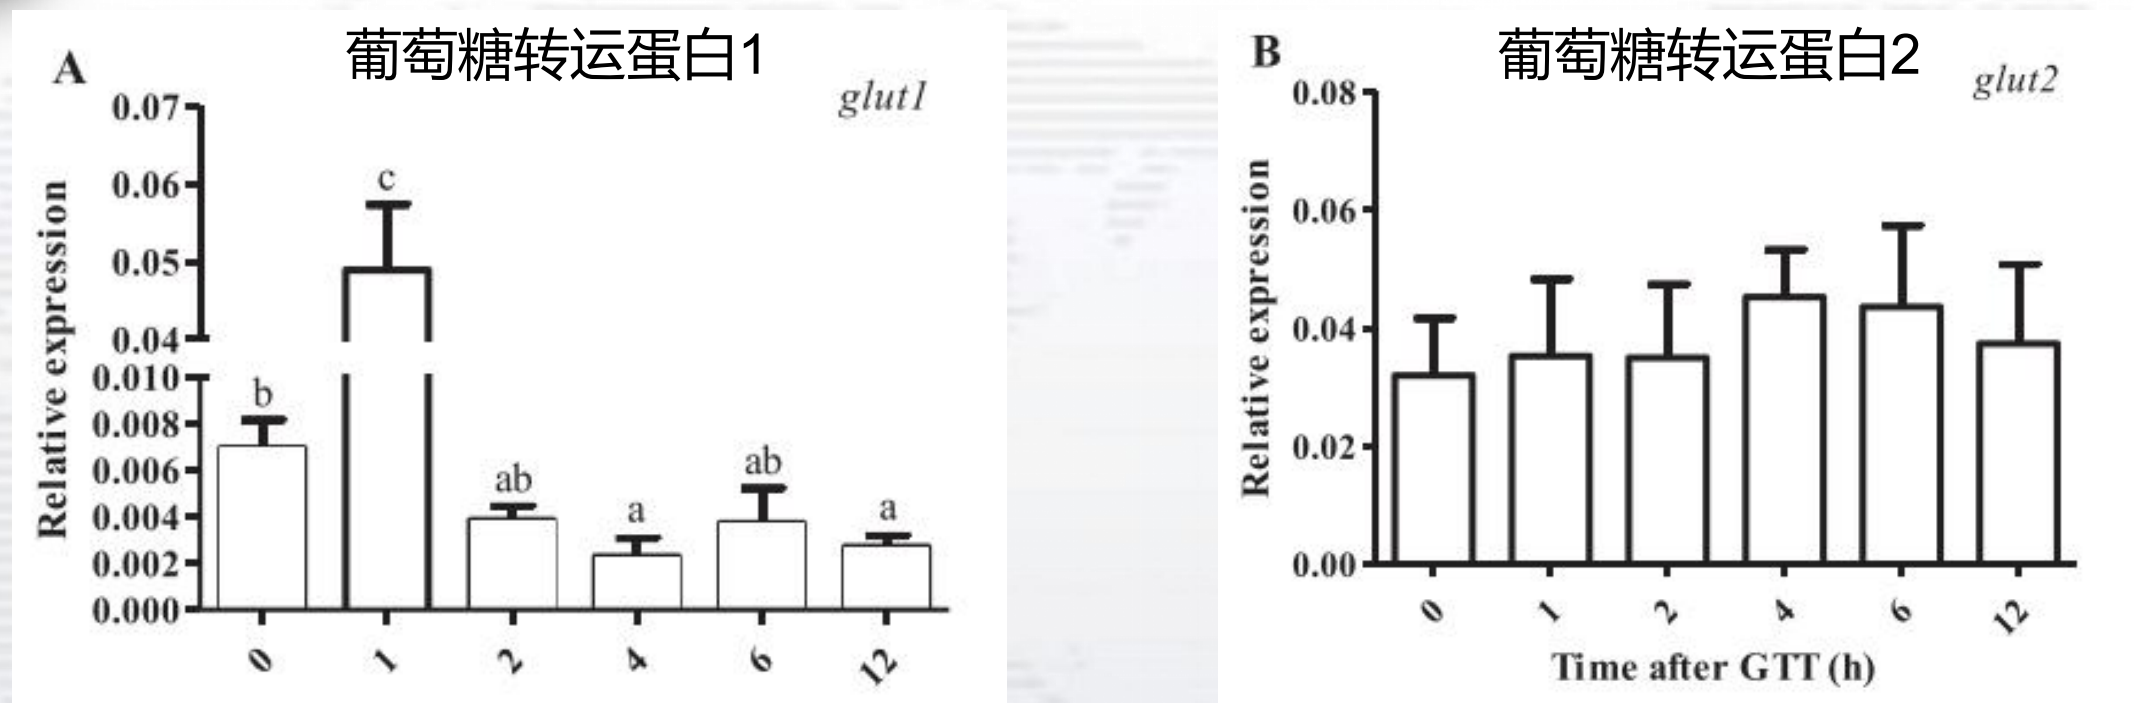 A
葡萄糖转运蛋白1
glut1
Relative expression
0.07
0.06
0.05
0.04
0.010
0.008
0.006
0.004
0.002
0.000
b
c
ab
a
ab
a
0
1
2
4
6
12
B
葡萄糖转运蛋白2
glut2
Relative expression
0.08
0.06
0.04
0.02
0.00
0
1
2
4
6
12
Time after GTT (h)